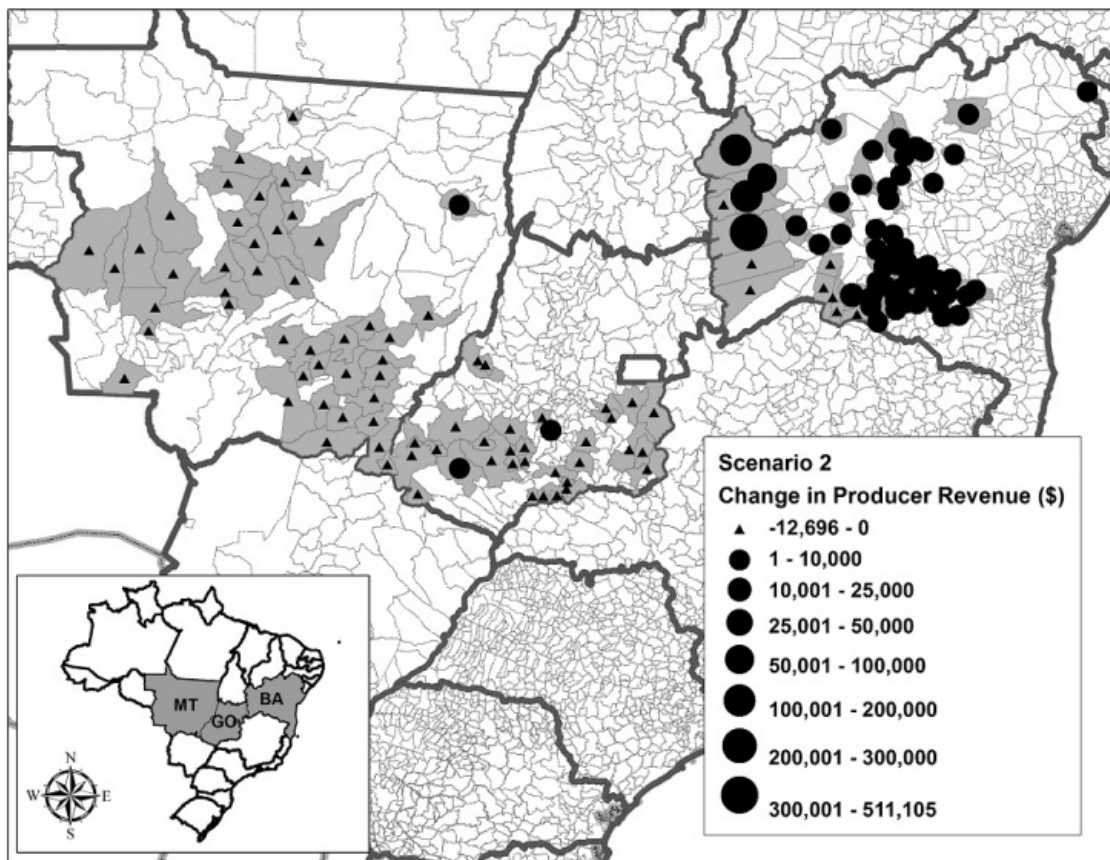 Scenario 2
Change in Producer Revenue ($)
-12,696 - 0
1 - 10,000
10,001 - 25,000
25,001 - 50,000
50,001 - 100,000
100,001 - 200,000
200,001 - 300,000
300,001 - 511,105
MT
BA
GO
N
W
E
S